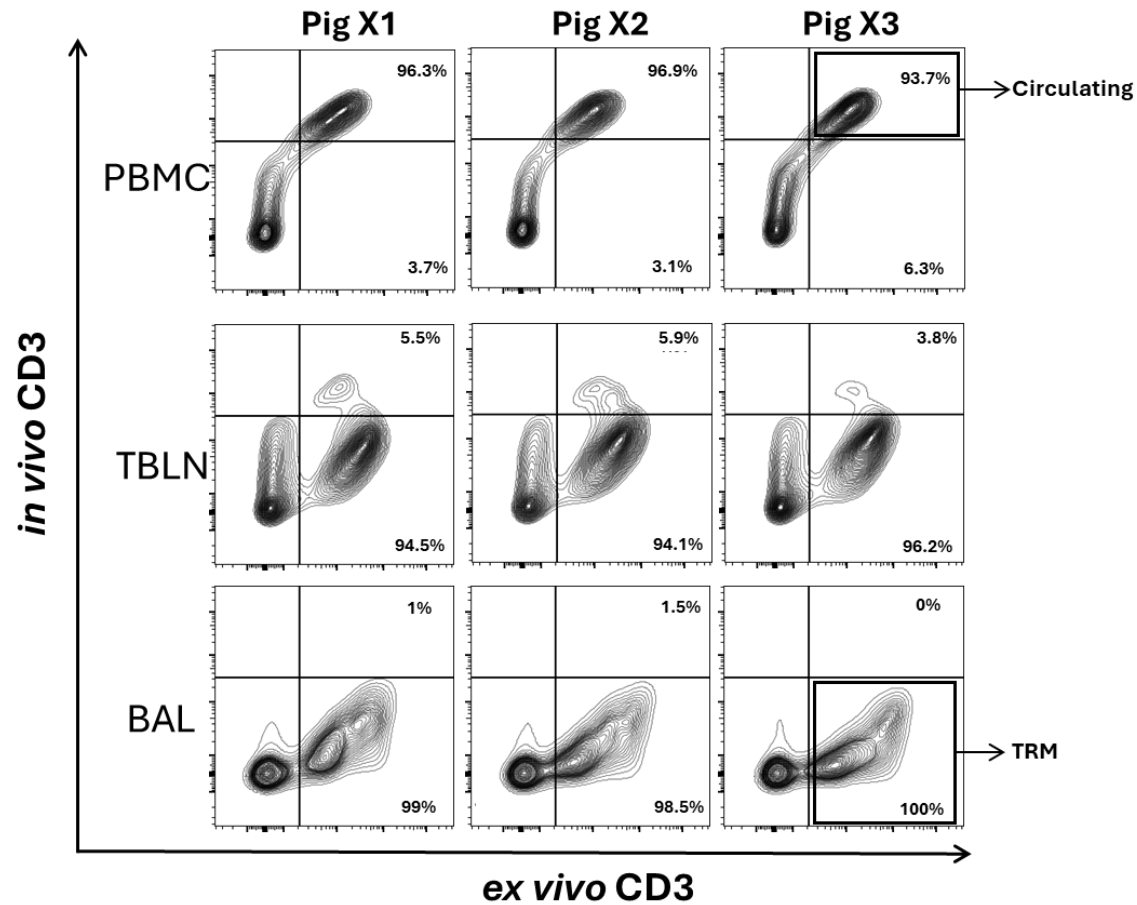 Pig X1 Pig X2 Pig X3
96.3% 96.9% 93.7% Circulating
PBMC
3.7% 3.1% 6.3%
5.5% 5.9% 3.8%
in vivo CD3
TBLN
94.5% 94.1% 96.2%
1% 1.5% 0%
BAL
TRM
99% 98.5% 100%
ex vivo CD3